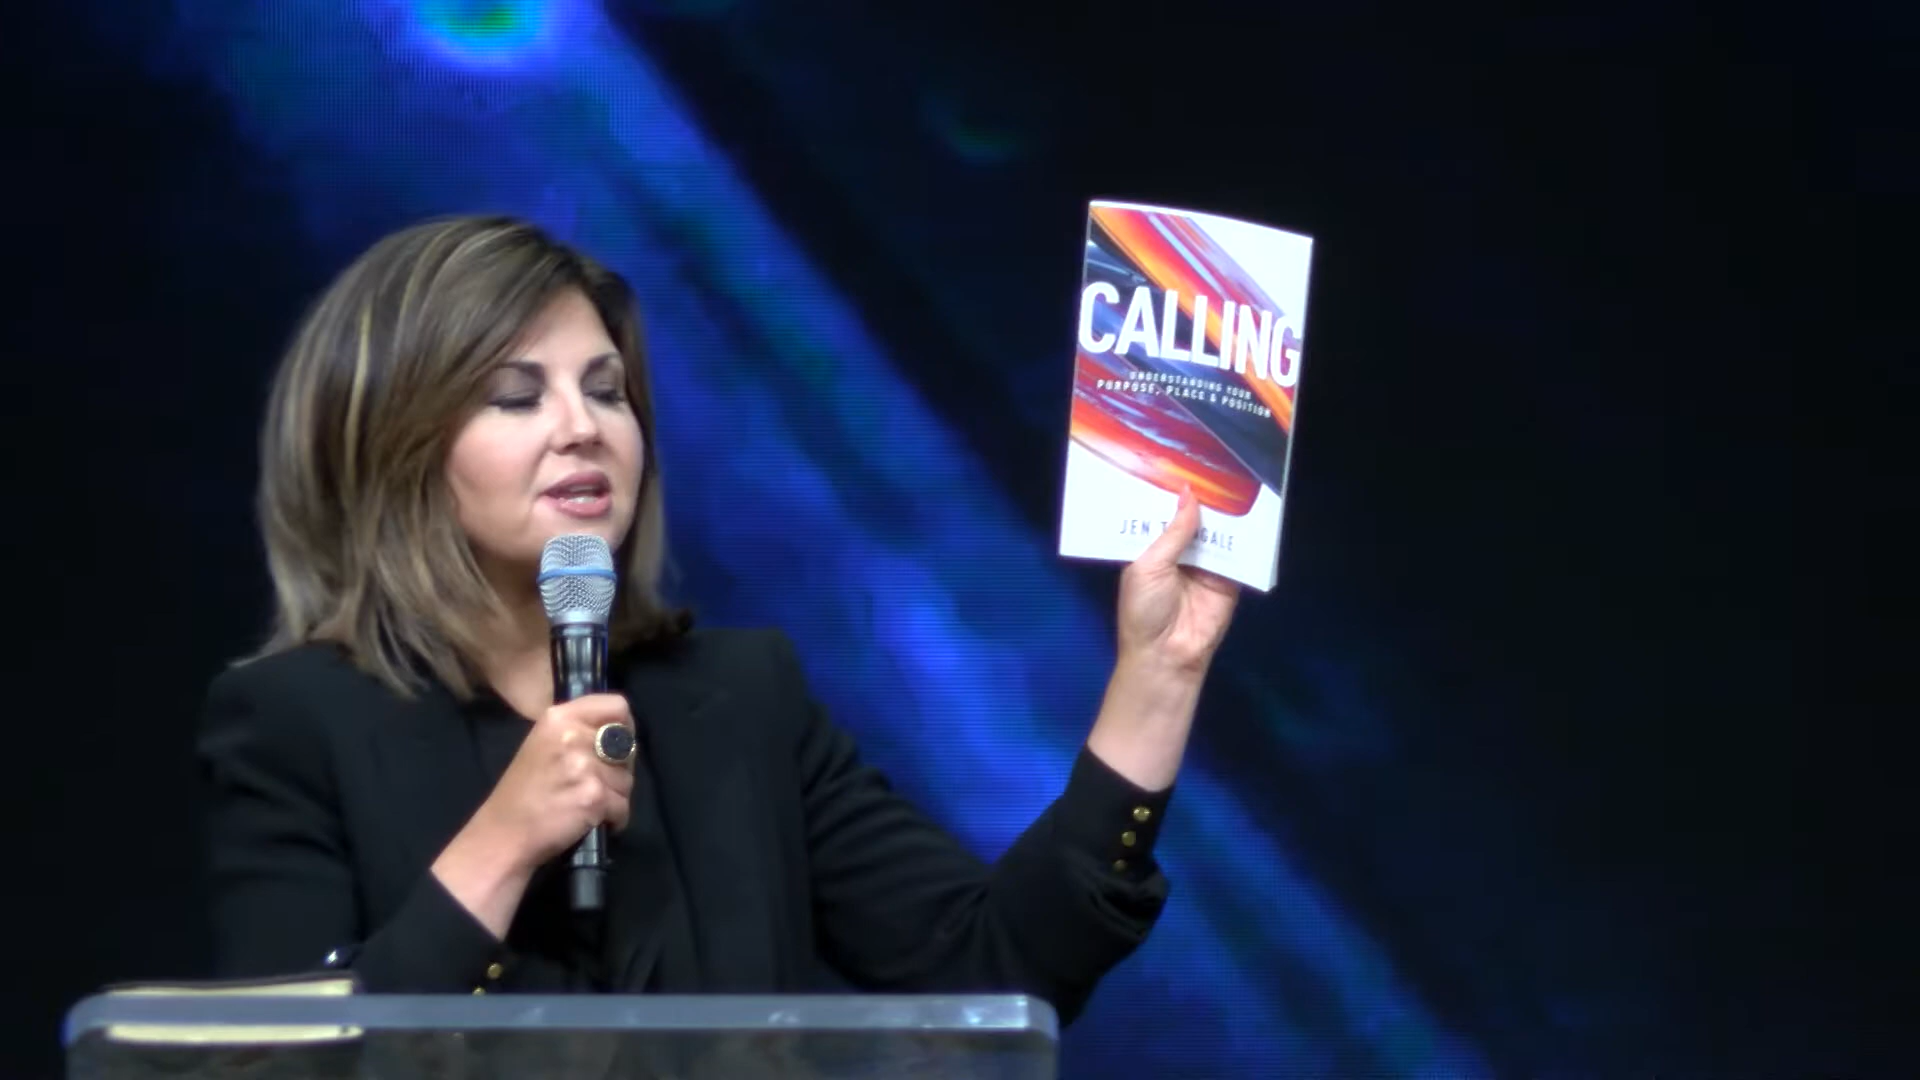 CALLING
UNDERSTANDING YOUR
PURPOSE, PLACE & POSITION
JEN